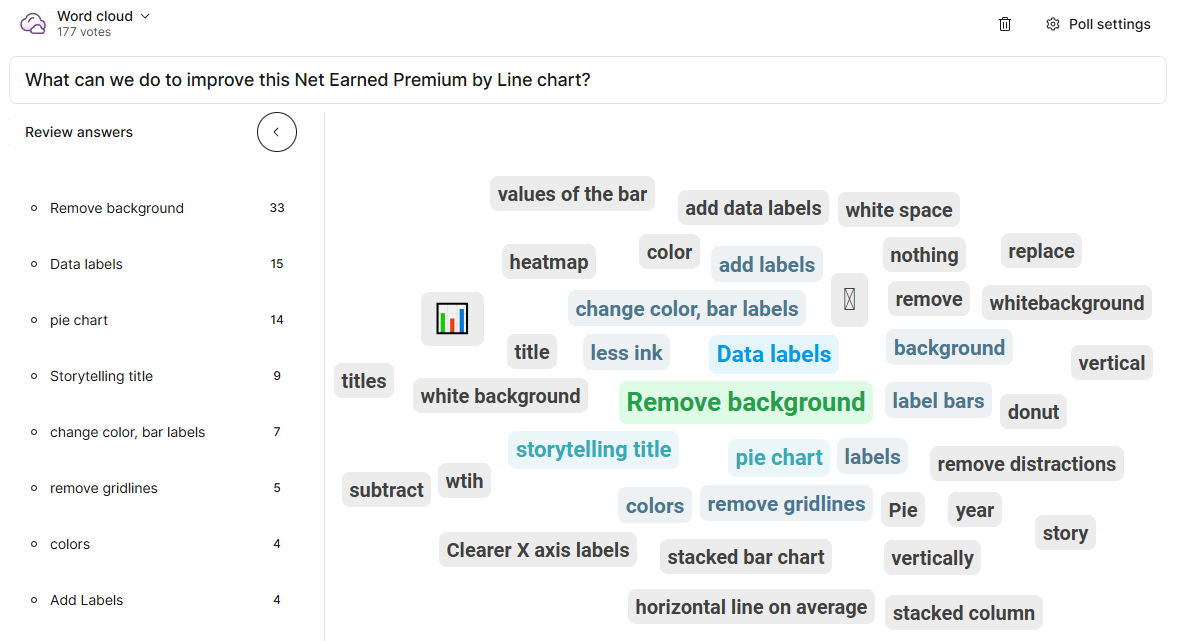 Word cloud
177 votes
Poll settings
What can we do to improve this Net Earned Premium by Line chart?
Review answers
Remove background 33
Data labels 15
pie chart 14
Storytelling title 9
change color, bar labels 7
remove gridlines 5
colors 4
Add Labels 4
values of the bar
add data labels
white space
heatmap
color
add labels
nothing
replace
change color, bar labels
remove
whitebackground
title
less ink
Data labels
background
vertical
titles
white background
Remove background
label bars
donut
storytelling title
pie chart
labels
remove distractions
subtract
wtih
colors
remove gridlines
Pie
year
story
Clearer X axis labels
stacked bar chart
vertically
horizontal line on average
stacked column